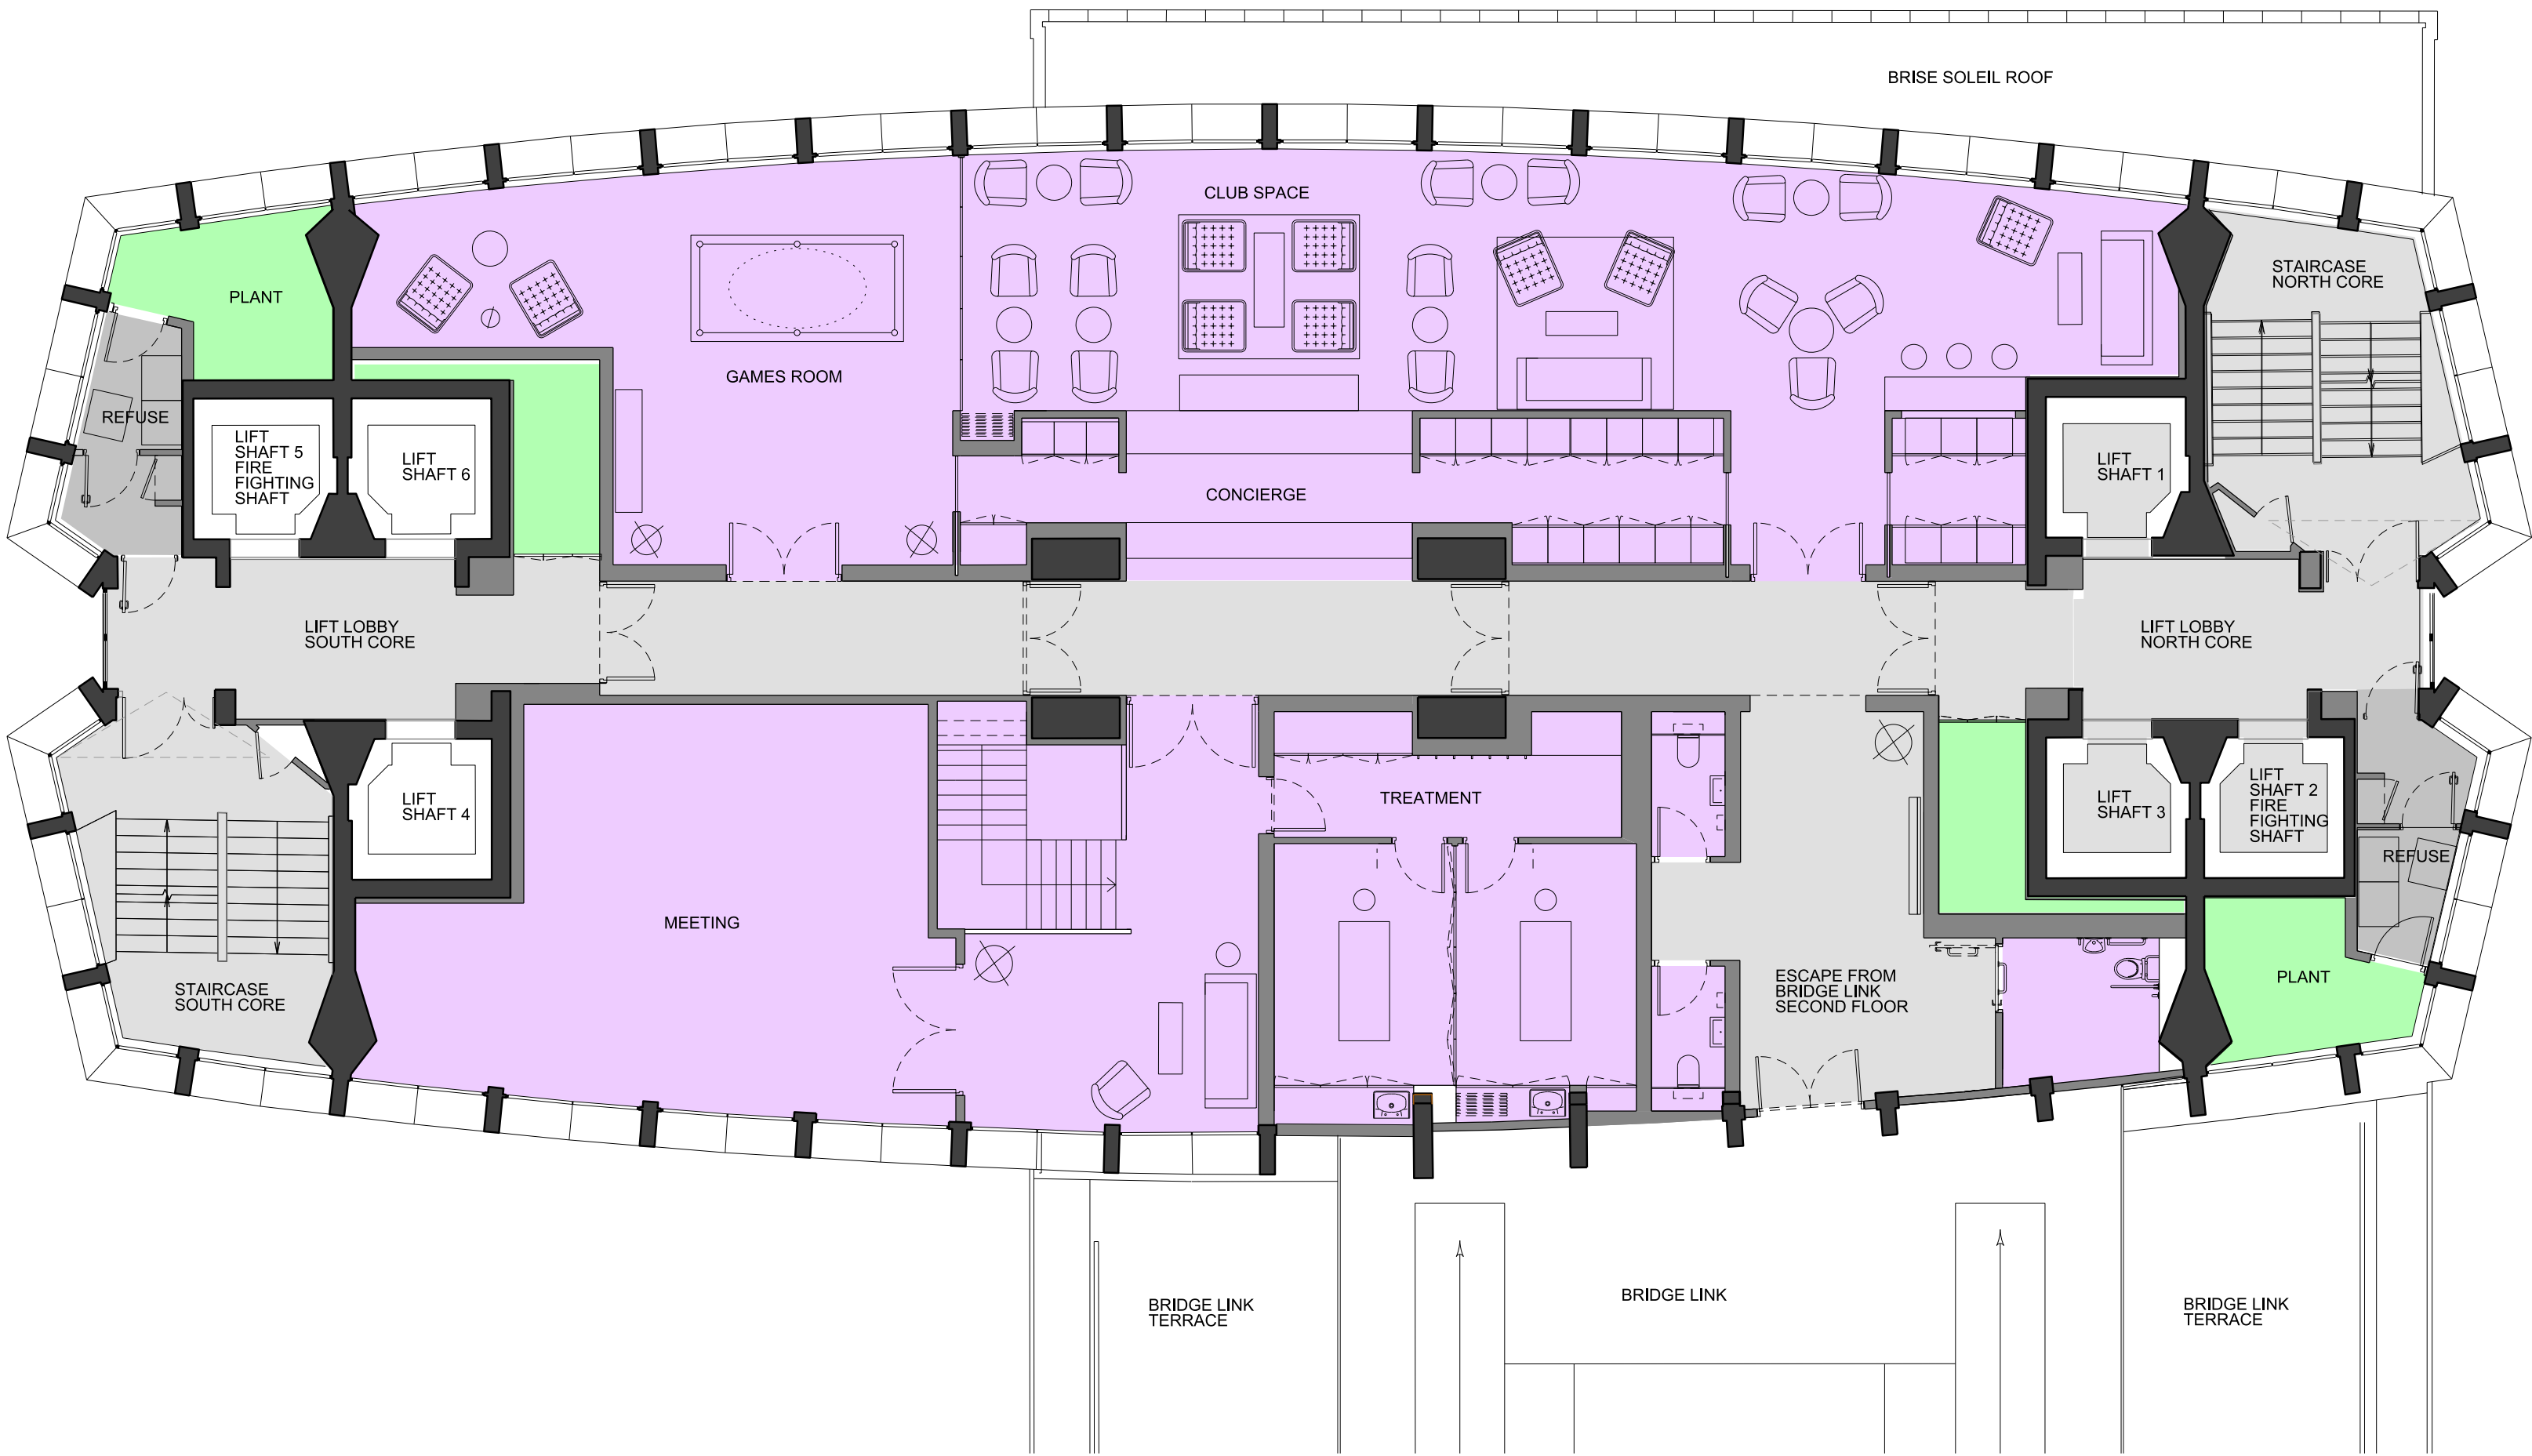 BRISE SOLEIL ROOF
CLUB SPACE
STAIRCASE
NORTH CORE
PLANT
GAMES ROOM
REFUSE
LIFT
SHAFT 5
FIRE
FIGHTING
SHAFT
LIFT
SHAFT 6
CONCIERGE
LIFT
SHAFT 1
LIFT LOBBY
SOUTH CORE
LIFT LOBBY
NORTH CORE
LIFT
SHAFT 4
TREATMENT
LIFT
SHAFT 3
LIFT
SHAFT 2
FIRE
FIGHTING
SHAFT
REFUSE
MEETING
STAIRCASE
SOUTH CORE
ESCAPE FROM
BRIDGE LINK
SECOND FLOOR
PLANT
BRIDGE LINK
TERRACE
BRIDGE LINK
BRIDGE LINK
TERRACE